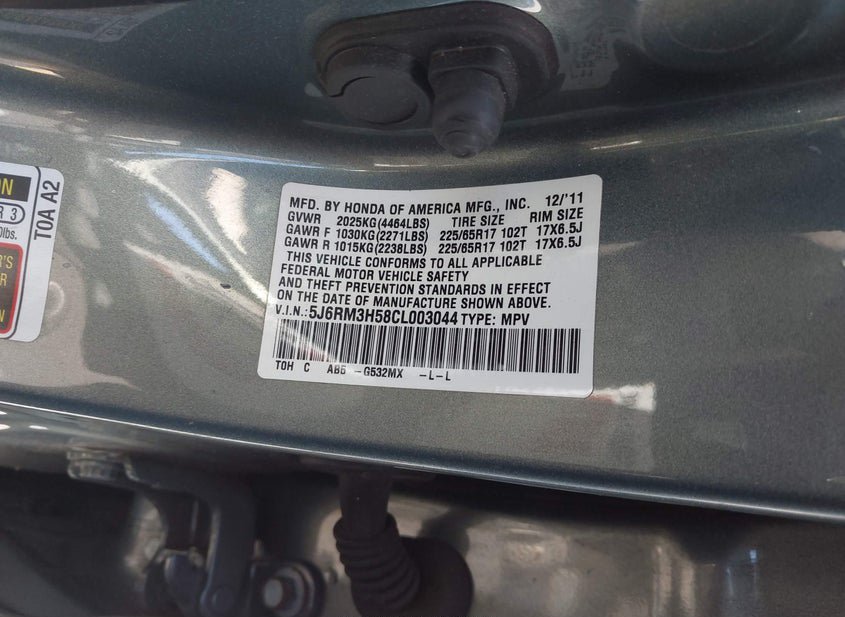 MFD. BY HONDA OF AMERICA MFG., INC. 12/'11
GVWR 2025KG(4464LBS) TIRE SIZE RIM SIZE
GAWR F 1030KG(2271LBS) 225/65R17 102T 17X6.5J
GAWR R 1015KG(2238LBS) 225/65R17 102T 17X6.5J
THIS VEHICLE CONFORMS TO ALL APPLICABLE
FEDERAL MOTOR VEHICLE SAFETY
AND THEFT PREVENTION STANDARDS IN EFFECT
ON THE DATE OF MANUFACTURE SHOWN ABOVE.
V.I.N.:5J6RM3H58CL003044 TYPE: MPV
T0H C AB6 -G532MX -L-L
T0A A2
ON
R 3
0lbs.
R'S
R
N